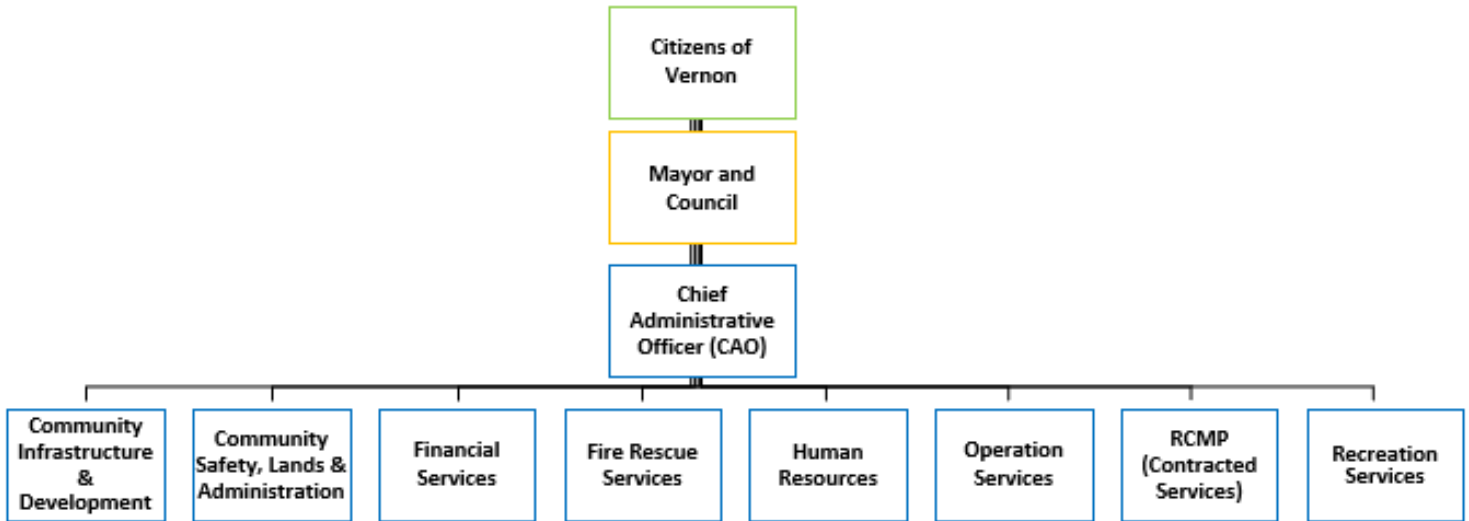 Citizens of
Vernon
Mayor and
Council
Chief
Administrative
Officer (CAO)
Community
Infrastructure
&
Development
Community
Safety, Lands &
Administration
Financial
Services
Fire Rescue
Services
Human
Resources
Operation
Services
RCMP
(Contracted
Services)
Recreation
Services